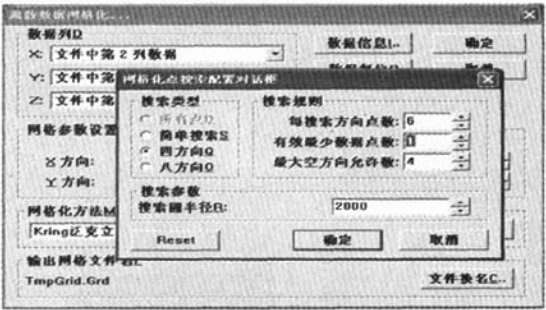 离散数据网格化...
数据列D
X: 文件中第 2 列数据
数据信息I..
确定
Y: 文件中第
Z: 文件中第
网格化点搜索配置对话框
搜索类型
所有点
简单搜索S
四方向Q
八方向O
搜索规则
每搜索方向点数: 6
有效最少数据点数: 1
最大空方向允许数: 4
搜索参数
搜索圆半径R: 2000
Reset
确定
取消
网格参数设置
X 方向:
Y 方向:
网格化方法M
Kring泛克立
输出网格文件名
TmpGrid.Grd
文件换名C..